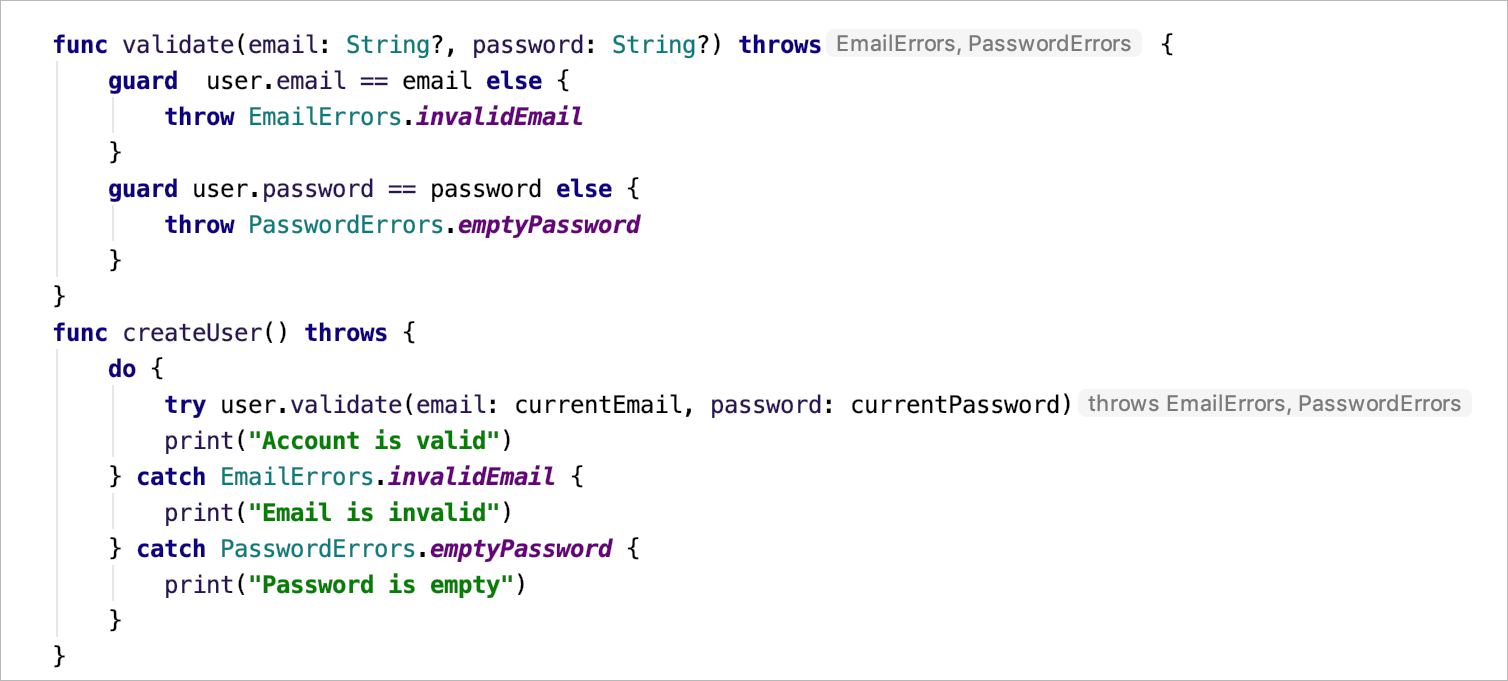 func validate(email: String?, password: String?) throws EmailErrors, PasswordErrors {
    guard  user.email == email else {
        throw EmailErrors.invalidEmail
    }
    guard user.password == password else {
        throw PasswordErrors.emptyPassword
    }
}
func createUser() throws {
    do {
        try user.validate(email: currentEmail, password: currentPassword) throws EmailErrors, PasswordErrors
        print("Account is valid")
    } catch EmailErrors.invalidEmail {
        print("Email is invalid")
    } catch PasswordErrors.emptyPassword {
        print("Password is empty")
    }
}